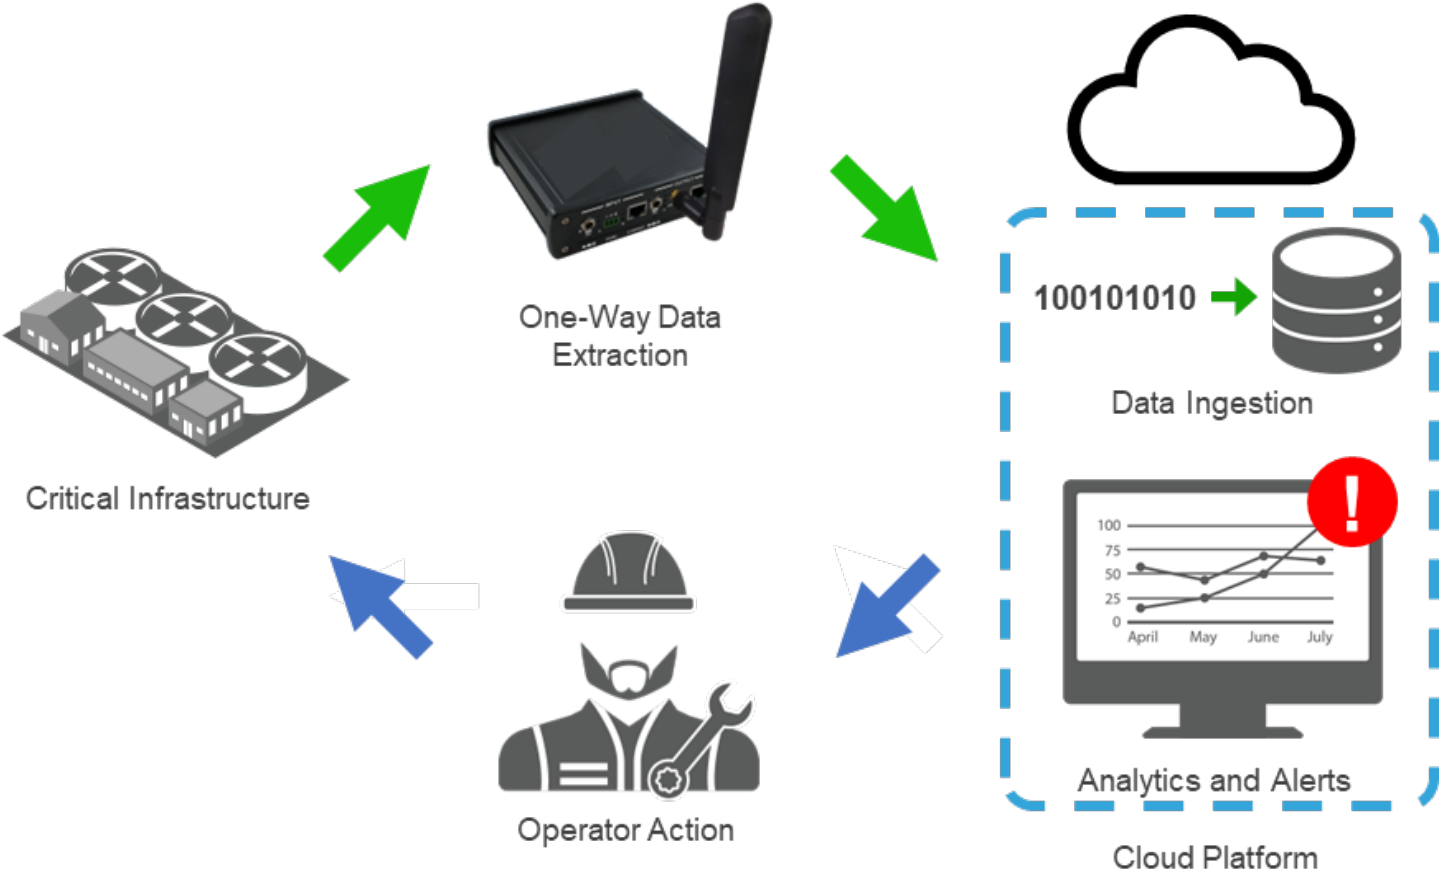 One-Way Data
Extraction
100101010
Data Ingestion
Critical Infrastructure
100
75
50
25
0
April May June July
!
Analytics and Alerts
Operator Action
Cloud Platform